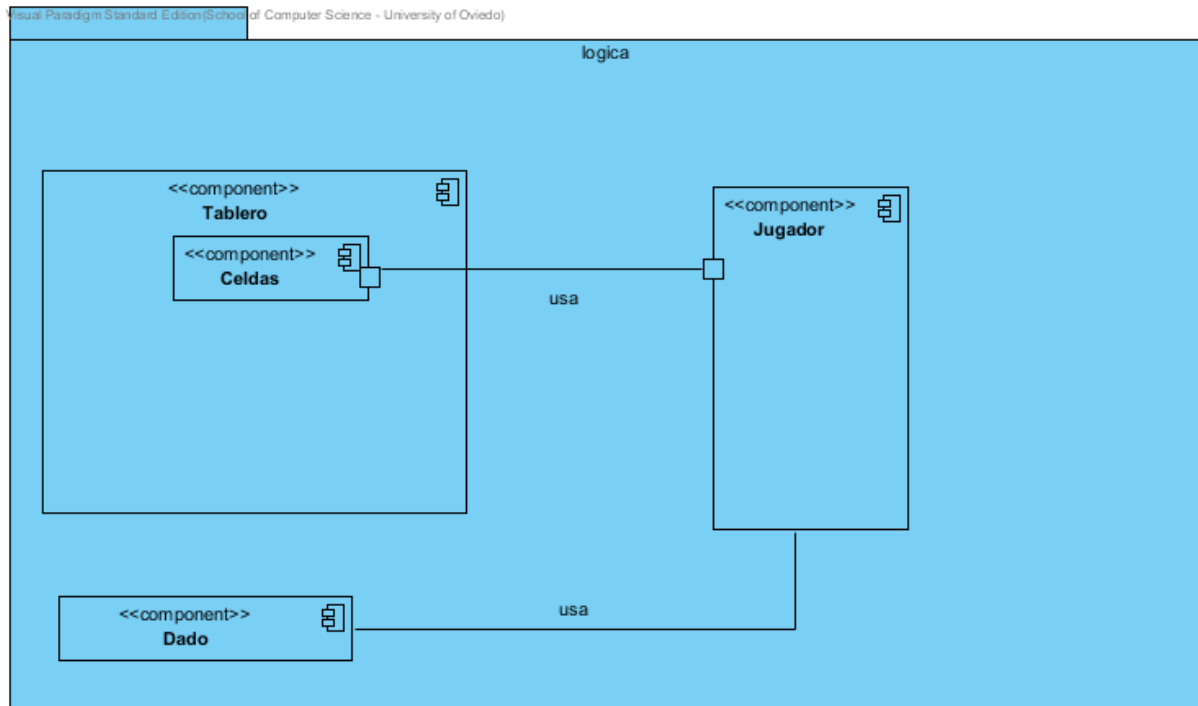 Visual Paradigm Standard Edition(School of Computer Science - University of Oviedo)
logica
<<component>>
Tablero
<<component>>
Celdas
<<component>>
Jugador
usa
<<component>>
Dado
usa